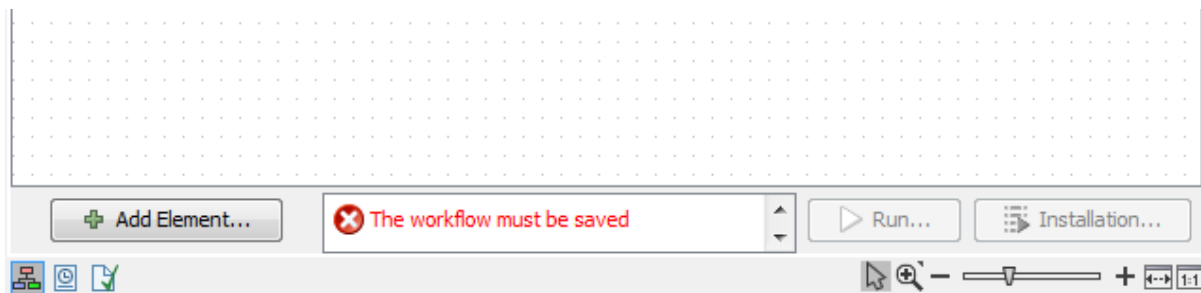 Add Element...
The workflow must be saved
Run...
Installation...
1:1